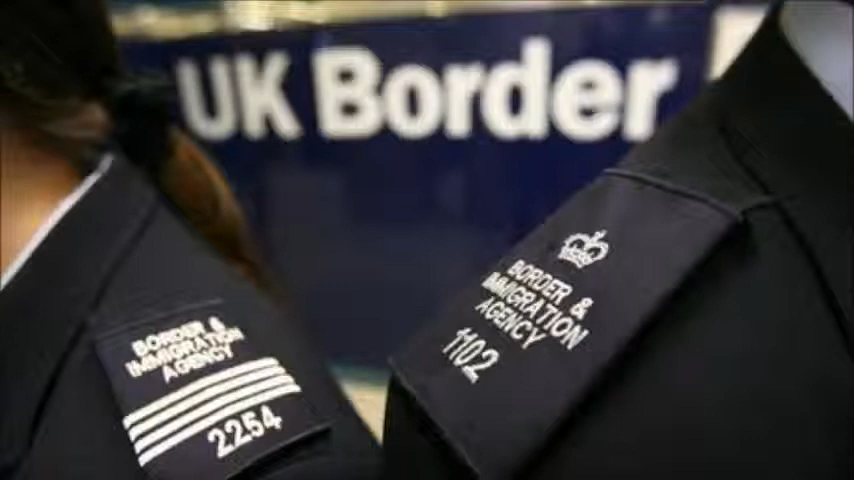 UK Border
BORDER &
IMMIGRATION
AGENCY
2254
BORDER &
IMMIGRATION
AGENCY
1102